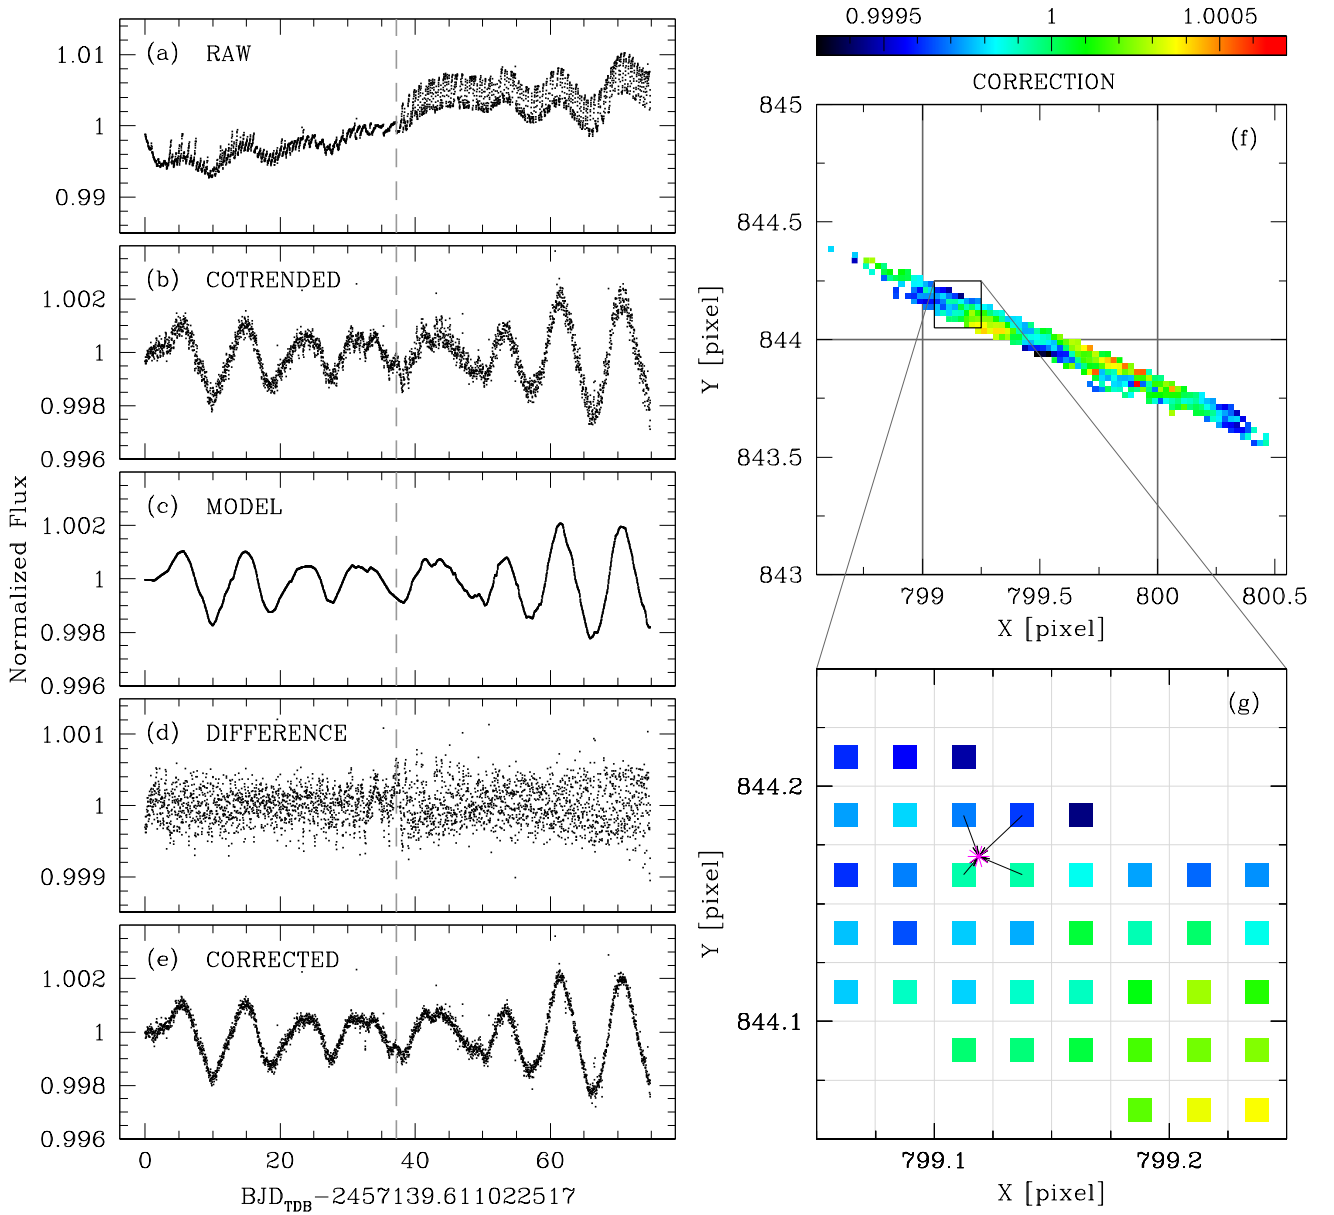 (a) RAW
1.01
1
0.99
(b) COTRENDED
1.002
1
0.998
0.996
(c) MODEL
1.002
1
0.998
0.996
(d) DIFFERENCE
1.001
1
0.999
(e) CORRECTED
1.002
1
0.998
0.996
0 20 40 60
BJD_TDB−2457139.611022517
Normalized Flux
0.9995 1 1.0005
CORRECTION
(f)
845
844.5
844
843.5
843
799 799.5 800 800.5
X [pixel]
Y [pixel]
(g)
844.2
844.1
799.1 799.2
X [pixel]
Y [pixel]